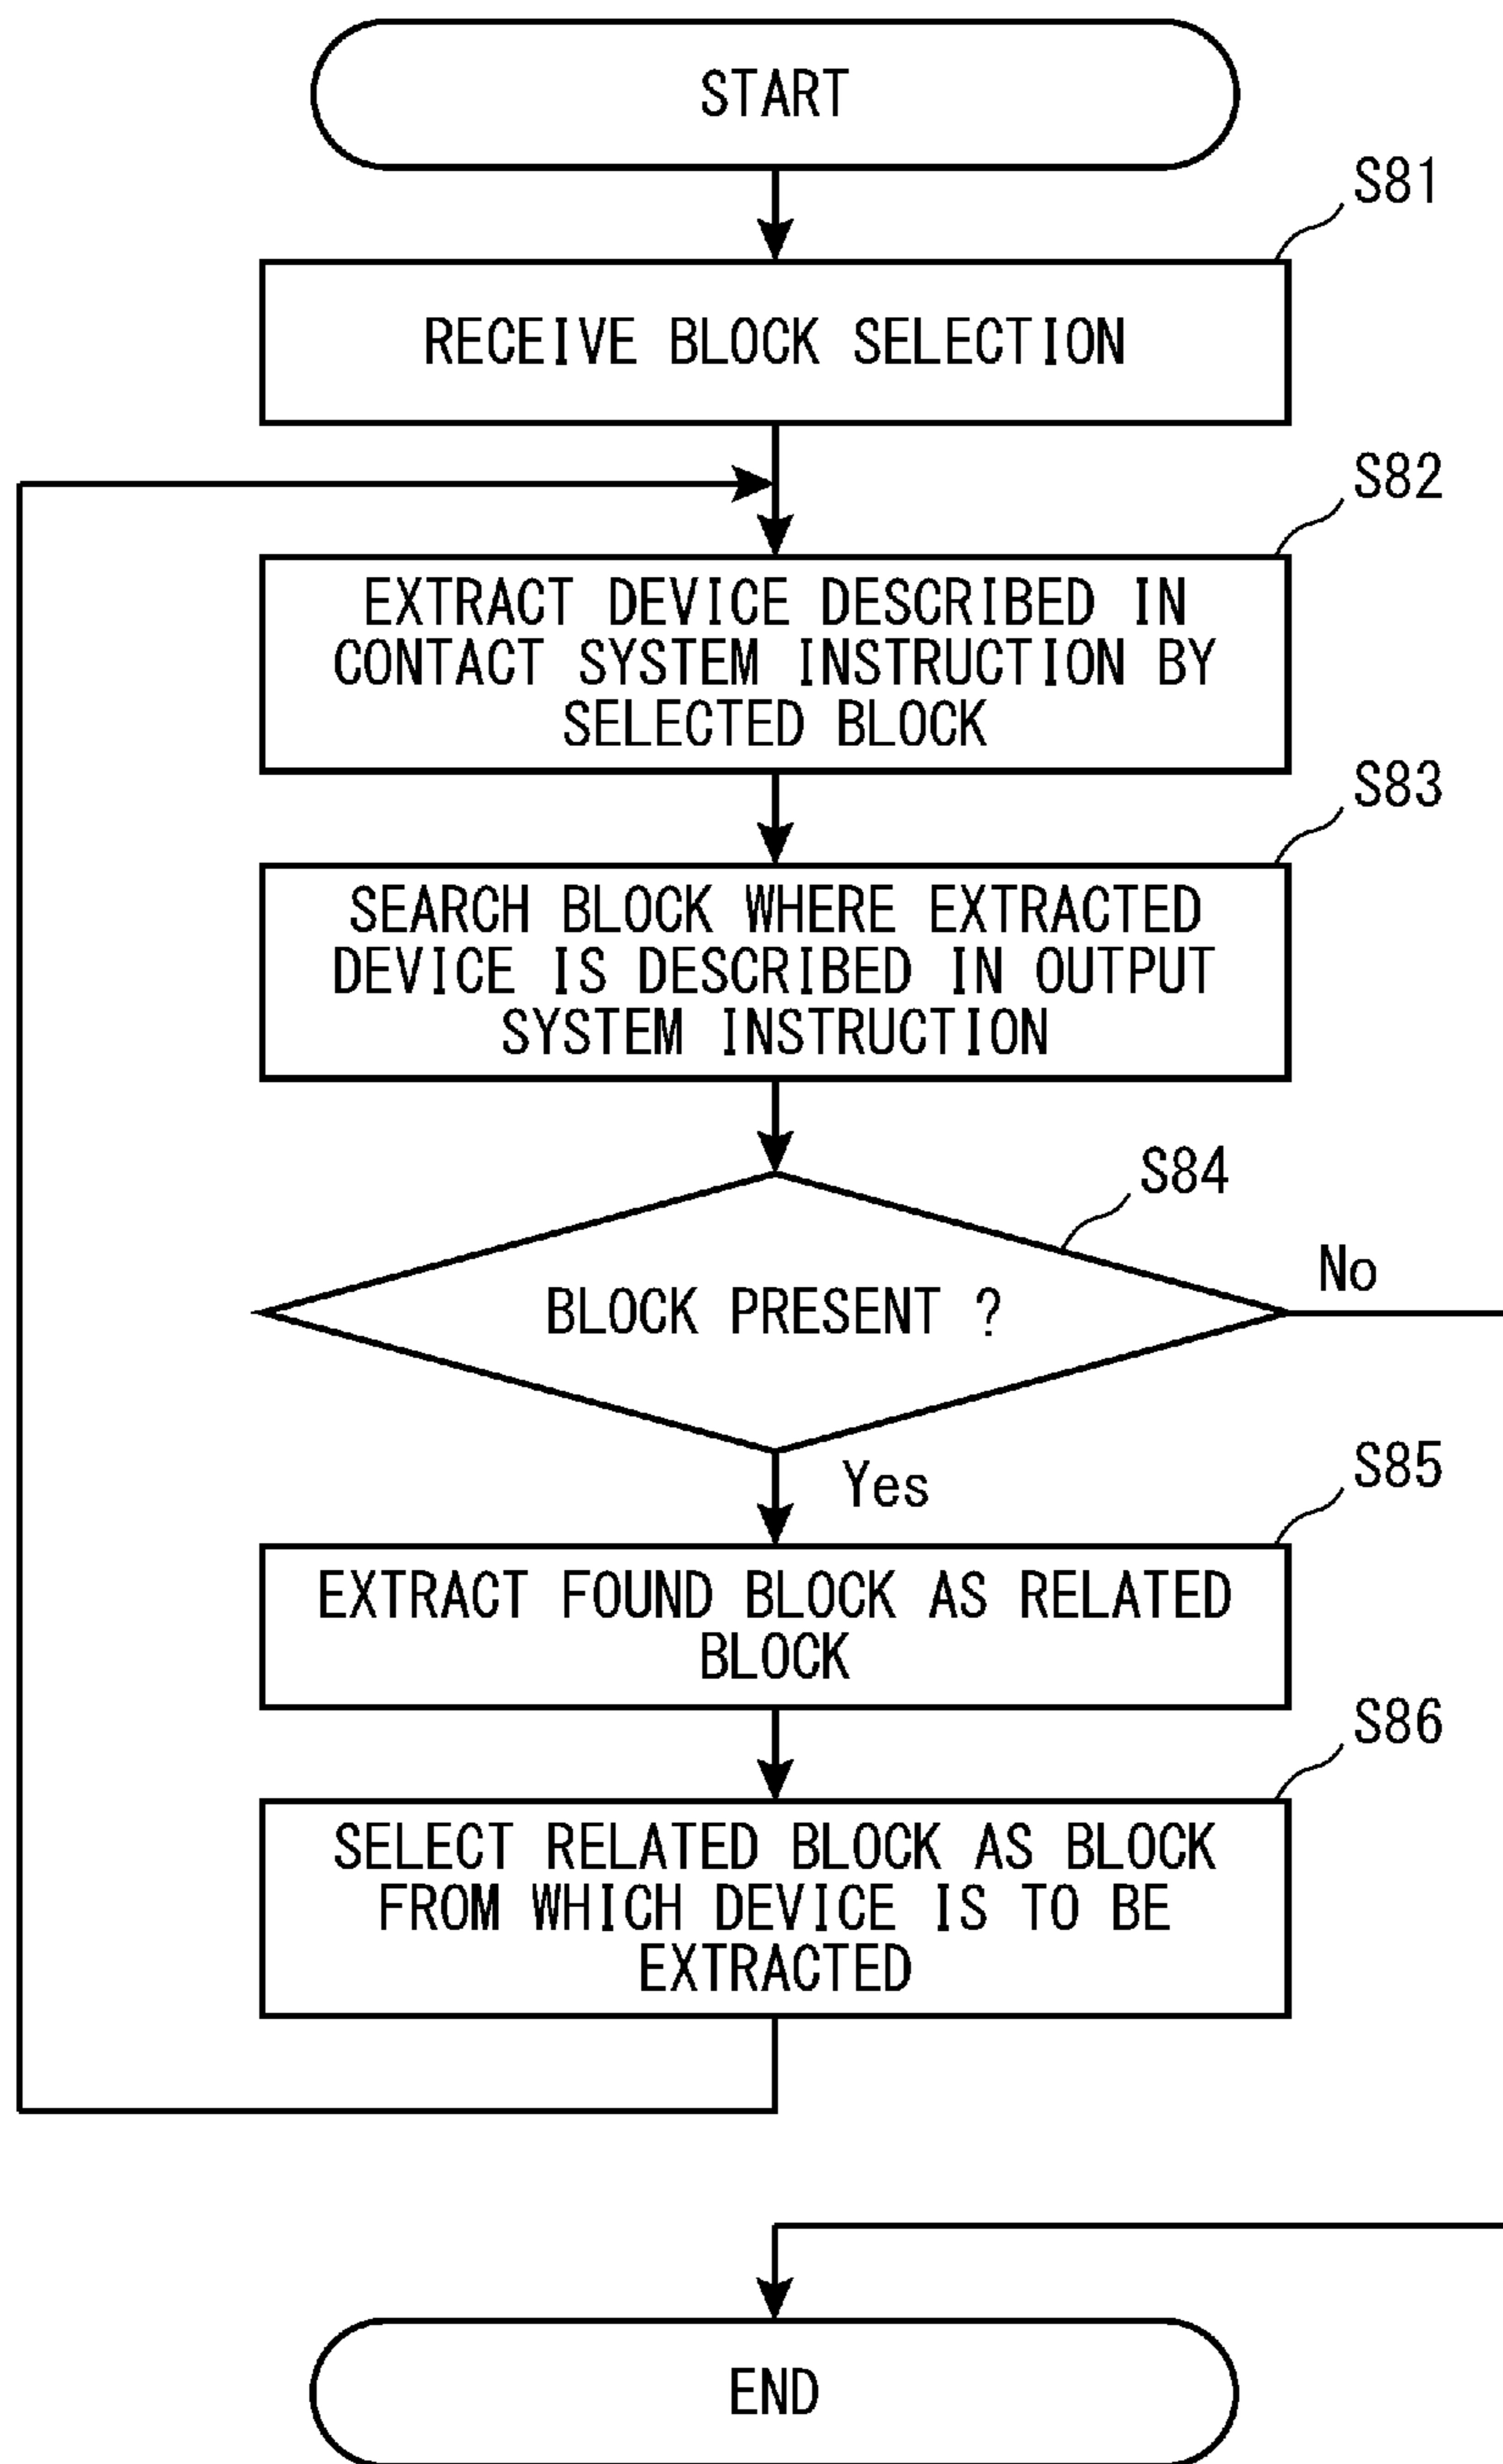 START
S81
RECEIVE BLOCK SELECTION
S82
EXTRACT DEVICE DESCRIBED IN
CONTACT SYSTEM INSTRUCTION BY
SELECTED BLOCK
S83
SEARCH BLOCK WHERE EXTRACTED
DEVICE IS DESCRIBED IN OUTPUT
SYSTEM INSTRUCTION
S84
BLOCK PRESENT ?
No
Yes
S85
EXTRACT FOUND BLOCK AS RELATED
BLOCK
S86
SELECT RELATED BLOCK AS BLOCK
FROM WHICH DEVICE IS TO BE
EXTRACTED
END